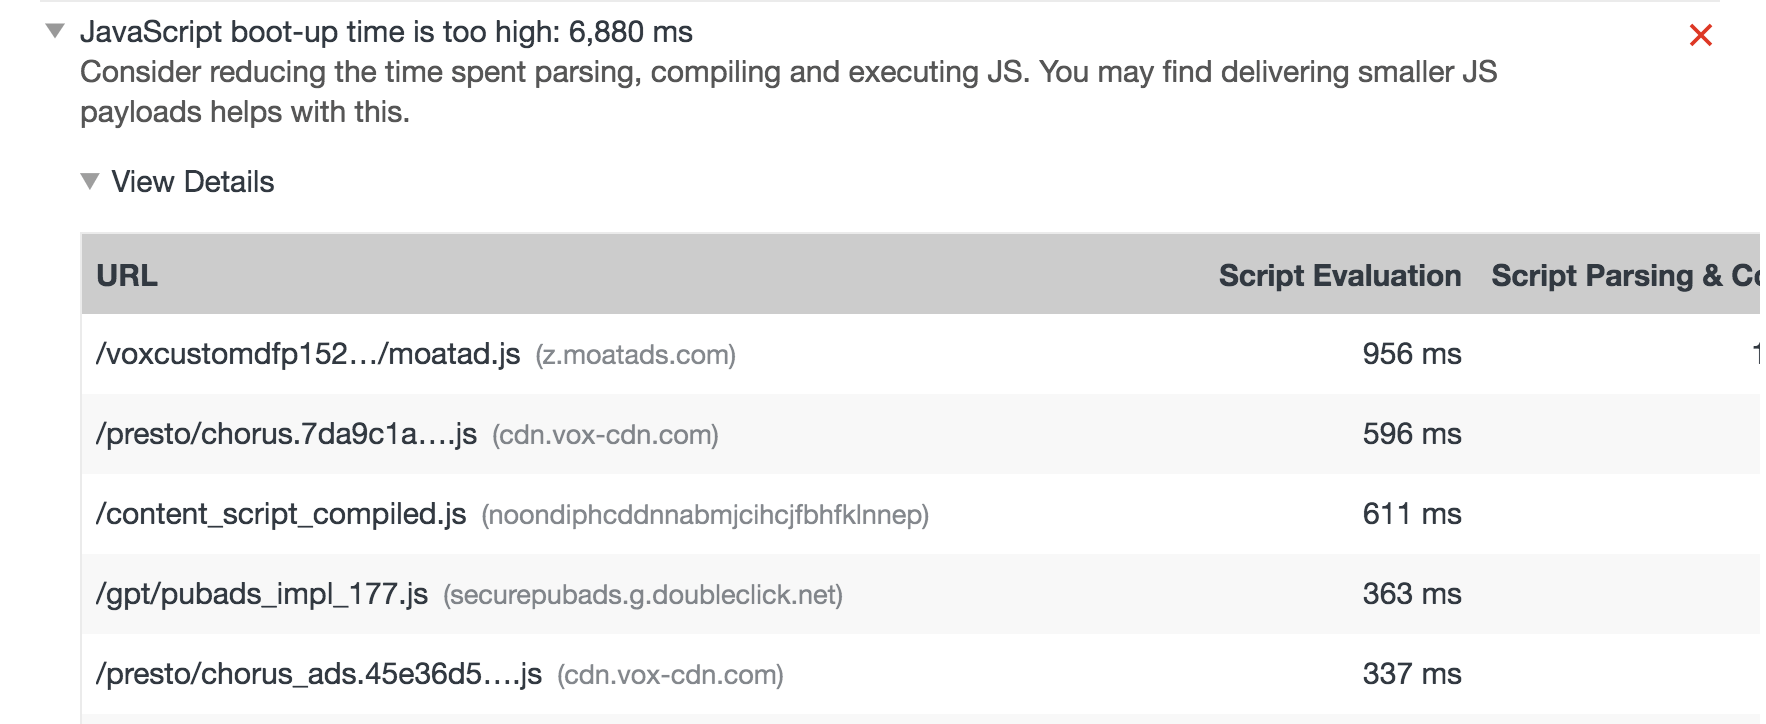 JavaScript boot-up time is too high: 6,880 ms
Consider reducing the time spent parsing, compiling and executing JS. You may find delivering smaller JS
payloads helps with this.
View Details
URL Script Evaluation Script Parsing & Co
/voxcustomdfp152…/moatad.js (z.moatads.com) 956 ms 1
/presto/chorus.7da9c1a….js (cdn.vox-cdn.com) 596 ms
/content_script_compiled.js (noondiphcddnnabmjcihcjfbhfklnnep) 611 ms
/gpt/pubads_impl_177.js (securepubads.g.doubleclick.net) 363 ms
/presto/chorus_ads.45e36d5….js (cdn.vox-cdn.com) 337 ms